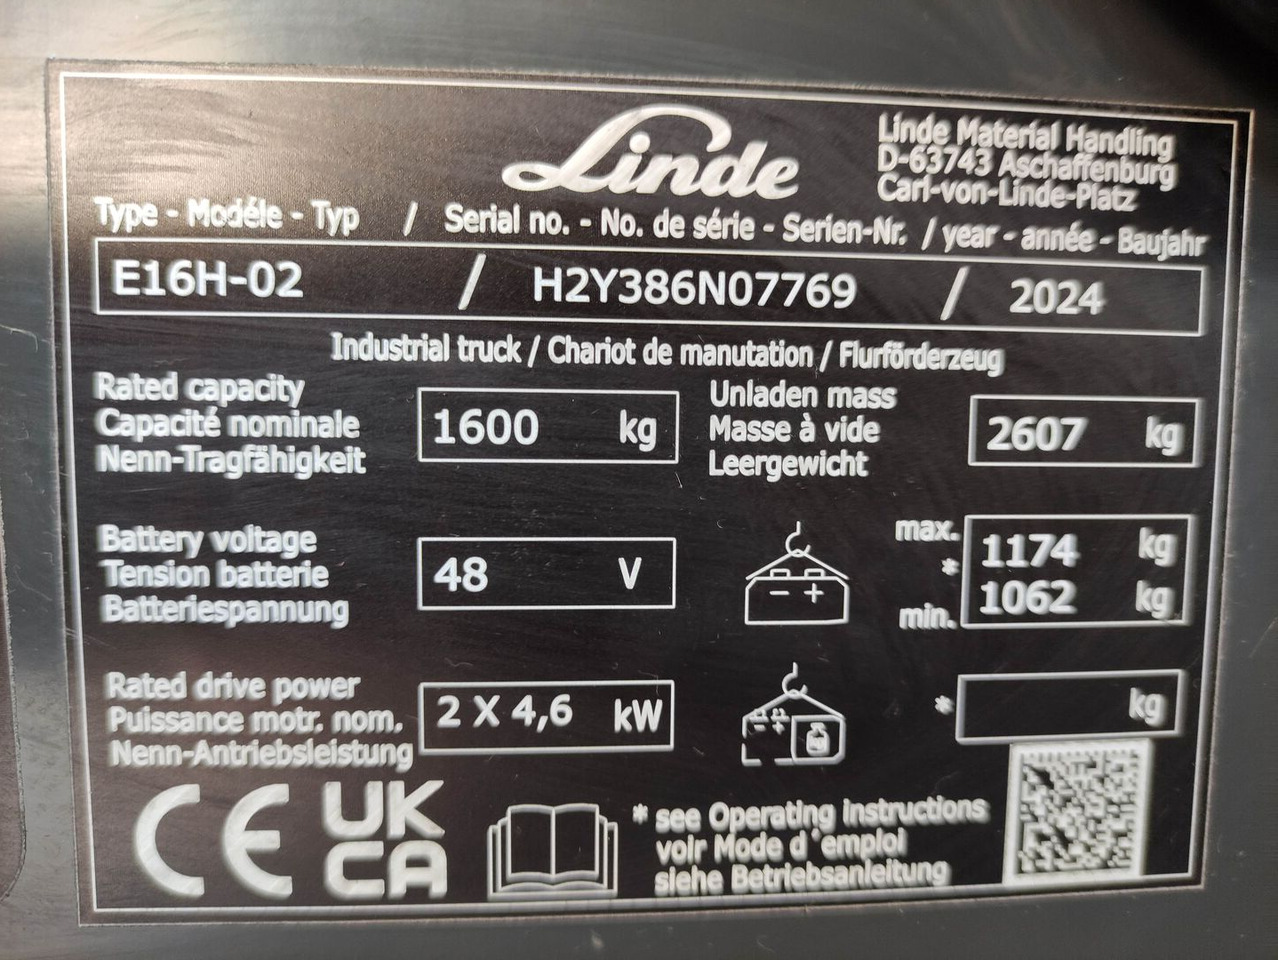 Linde
Linde Material Handling
D-63743 Aschaffenburg
Carl-von-Linde-Platz
Type - Modéle - Typ / Serial no. - No. de série - Serien-Nr. / year - année - Baujahr
E16H-02 / H2Y386N07769 / 2024
Industrial truck / Chariot de manutation / Flurförderzeug
Rated capacity
Capacité nominale
Nenn-Tragfähigkeit
1600 kg
Unladen mass
Masse à vide
Leergewicht
2607 kg
Battery voltage
Tension batterie
Batteriespannung
48 V
- +
max. 1174 kg
*
min. 1062 kg
Rated drive power
Puissance motr. nom.
Nenn-Antriebsleistung
2 X 4,6 kW
- +
kg
* kg
CE
UK
CA
* see Operating instructions
voir Mode d'emploi
siehe Betriebsanleitung